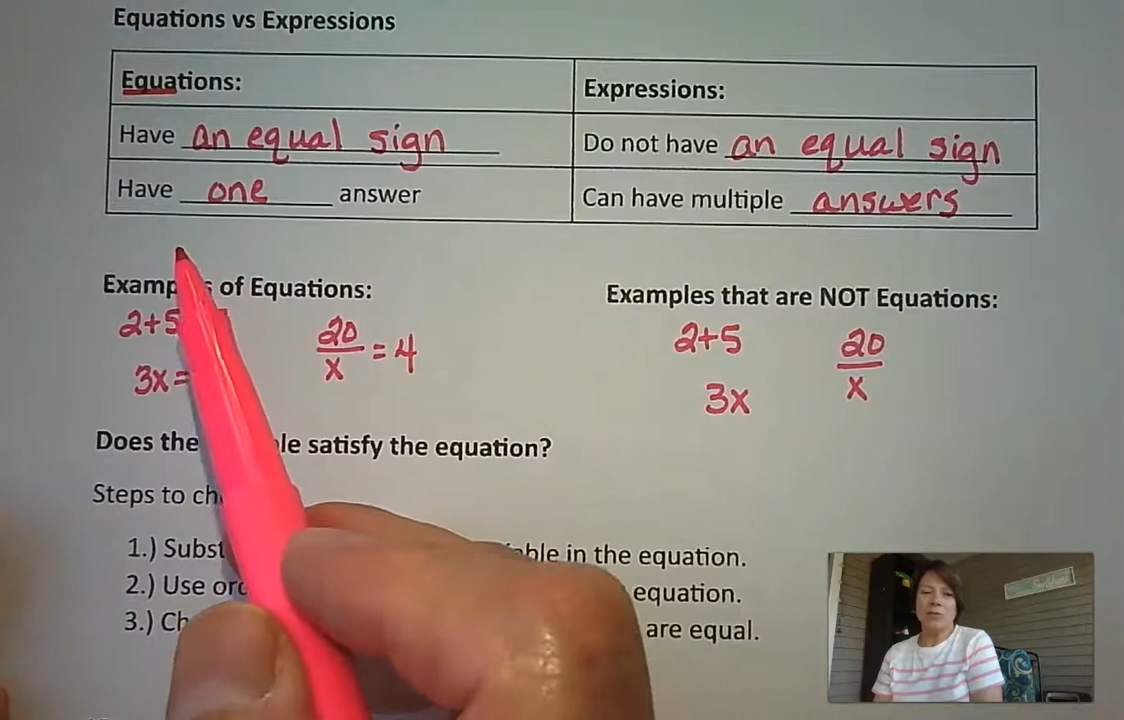 Equations vs Expressions
Equations:
Expressions:
Have an equal sign
Do not have an equal sign
Have one answer
Can have multiple answers
Examp of Equations:
Examples that are NOT Equations:
2+5
20/x = 4
3x=
2+5
20/x
3x
Does the le satisfy the equation?
Steps to ch
1.) Subst ble in the equation.
2.) Use ord equation.
3.) Ch are equal.